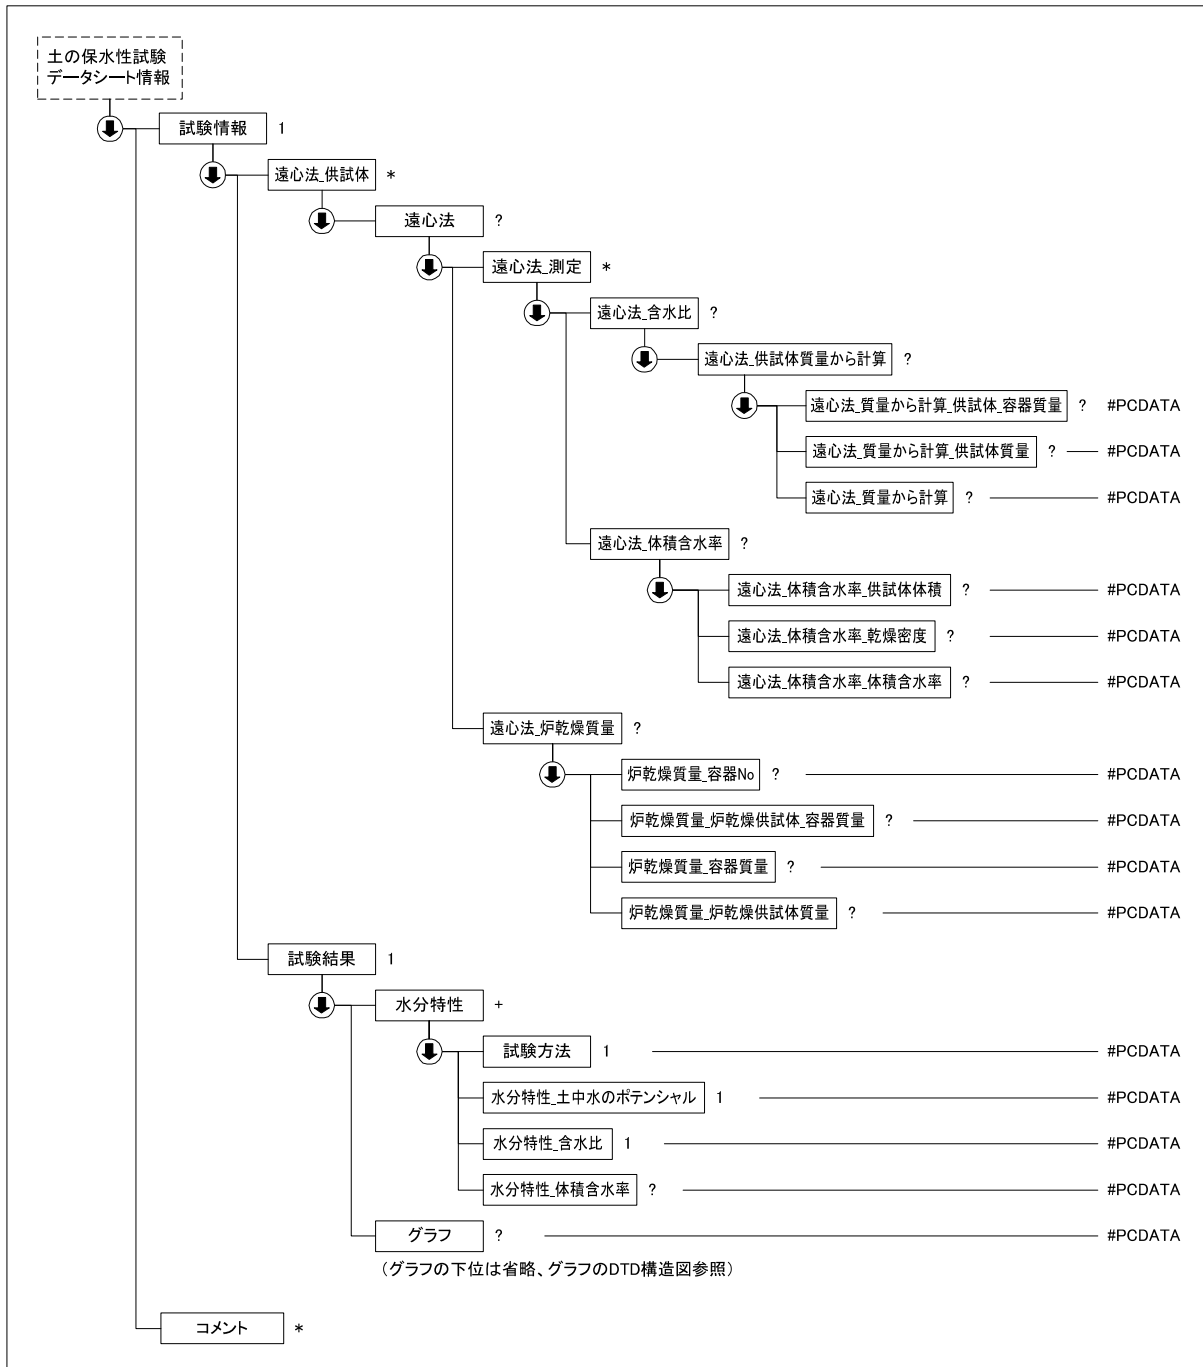 土の保水性試験
データシート情報
試験情報 1
遠心法_供試体 *
遠心法 ?
遠心法_測定 *
遠心法_含水比 ?
遠心法_供試体質量から計算 ?
遠心法_質量から計算_供試体_容器質量 ? #PCDATA
遠心法_質量から計算_供試体質量 ? #PCDATA
遠心法_質量から計算 ? #PCDATA
遠心法_体積含水率 ?
遠心法_体積含水率_供試体体積 ? #PCDATA
遠心法_体積含水率_乾燥密度 ? #PCDATA
遠心法_体積含水率_体積含水率 ? #PCDATA
遠心法_炉乾燥質量 ?
炉乾燥質量_容器No ? #PCDATA
炉乾燥質量_炉乾燥供試体_容器質量 ? #PCDATA
炉乾燥質量_容器質量 ? #PCDATA
炉乾燥質量_炉乾燥供試体質量 ? #PCDATA
試験結果 1
水分特性 +
試験方法 1 #PCDATA
水分特性_土中水のポテンシャル 1 #PCDATA
水分特性_含水比 1 #PCDATA
水分特性_体積含水率 ? #PCDATA
グラフ ? #PCDATA
（グラフの下位は省略、グラフのDTD構造図参照）
コメント *